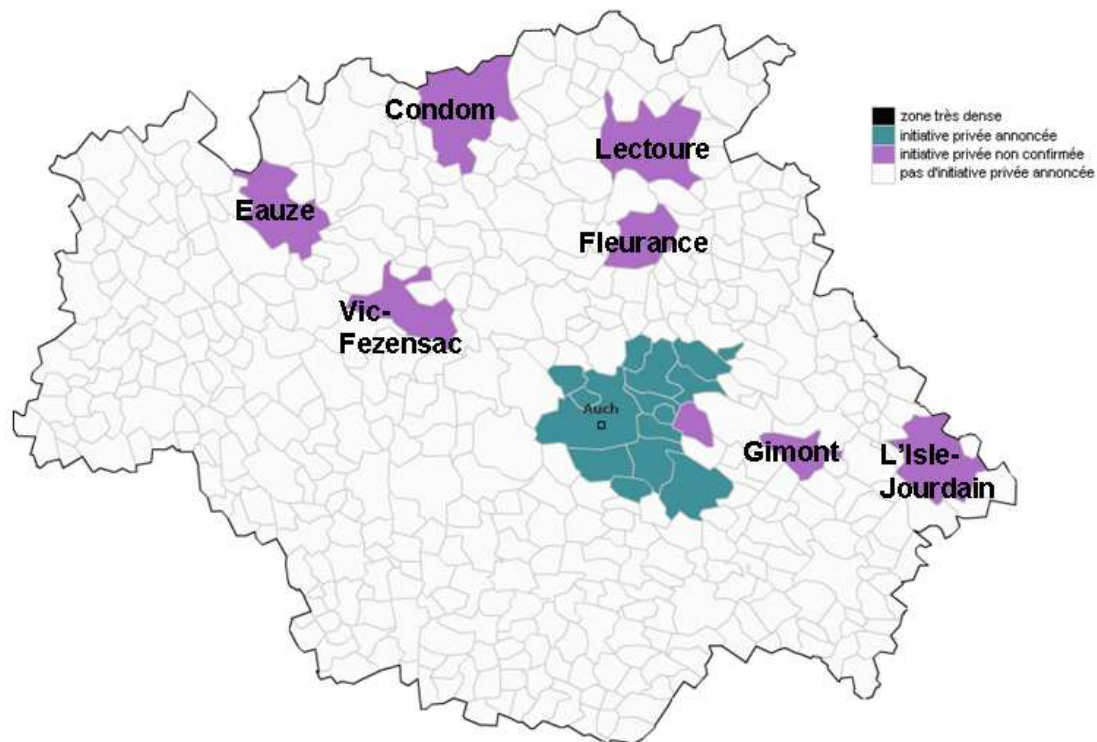 Condom
zone très dense
initiative privée annoncée
initiative privée non confirmée
pas d'initiative privée annoncée
Lectoure
Eauze
Fleurance
Vic-
Fezensac
Auch
Gimont
L'Isle-
Jourdain